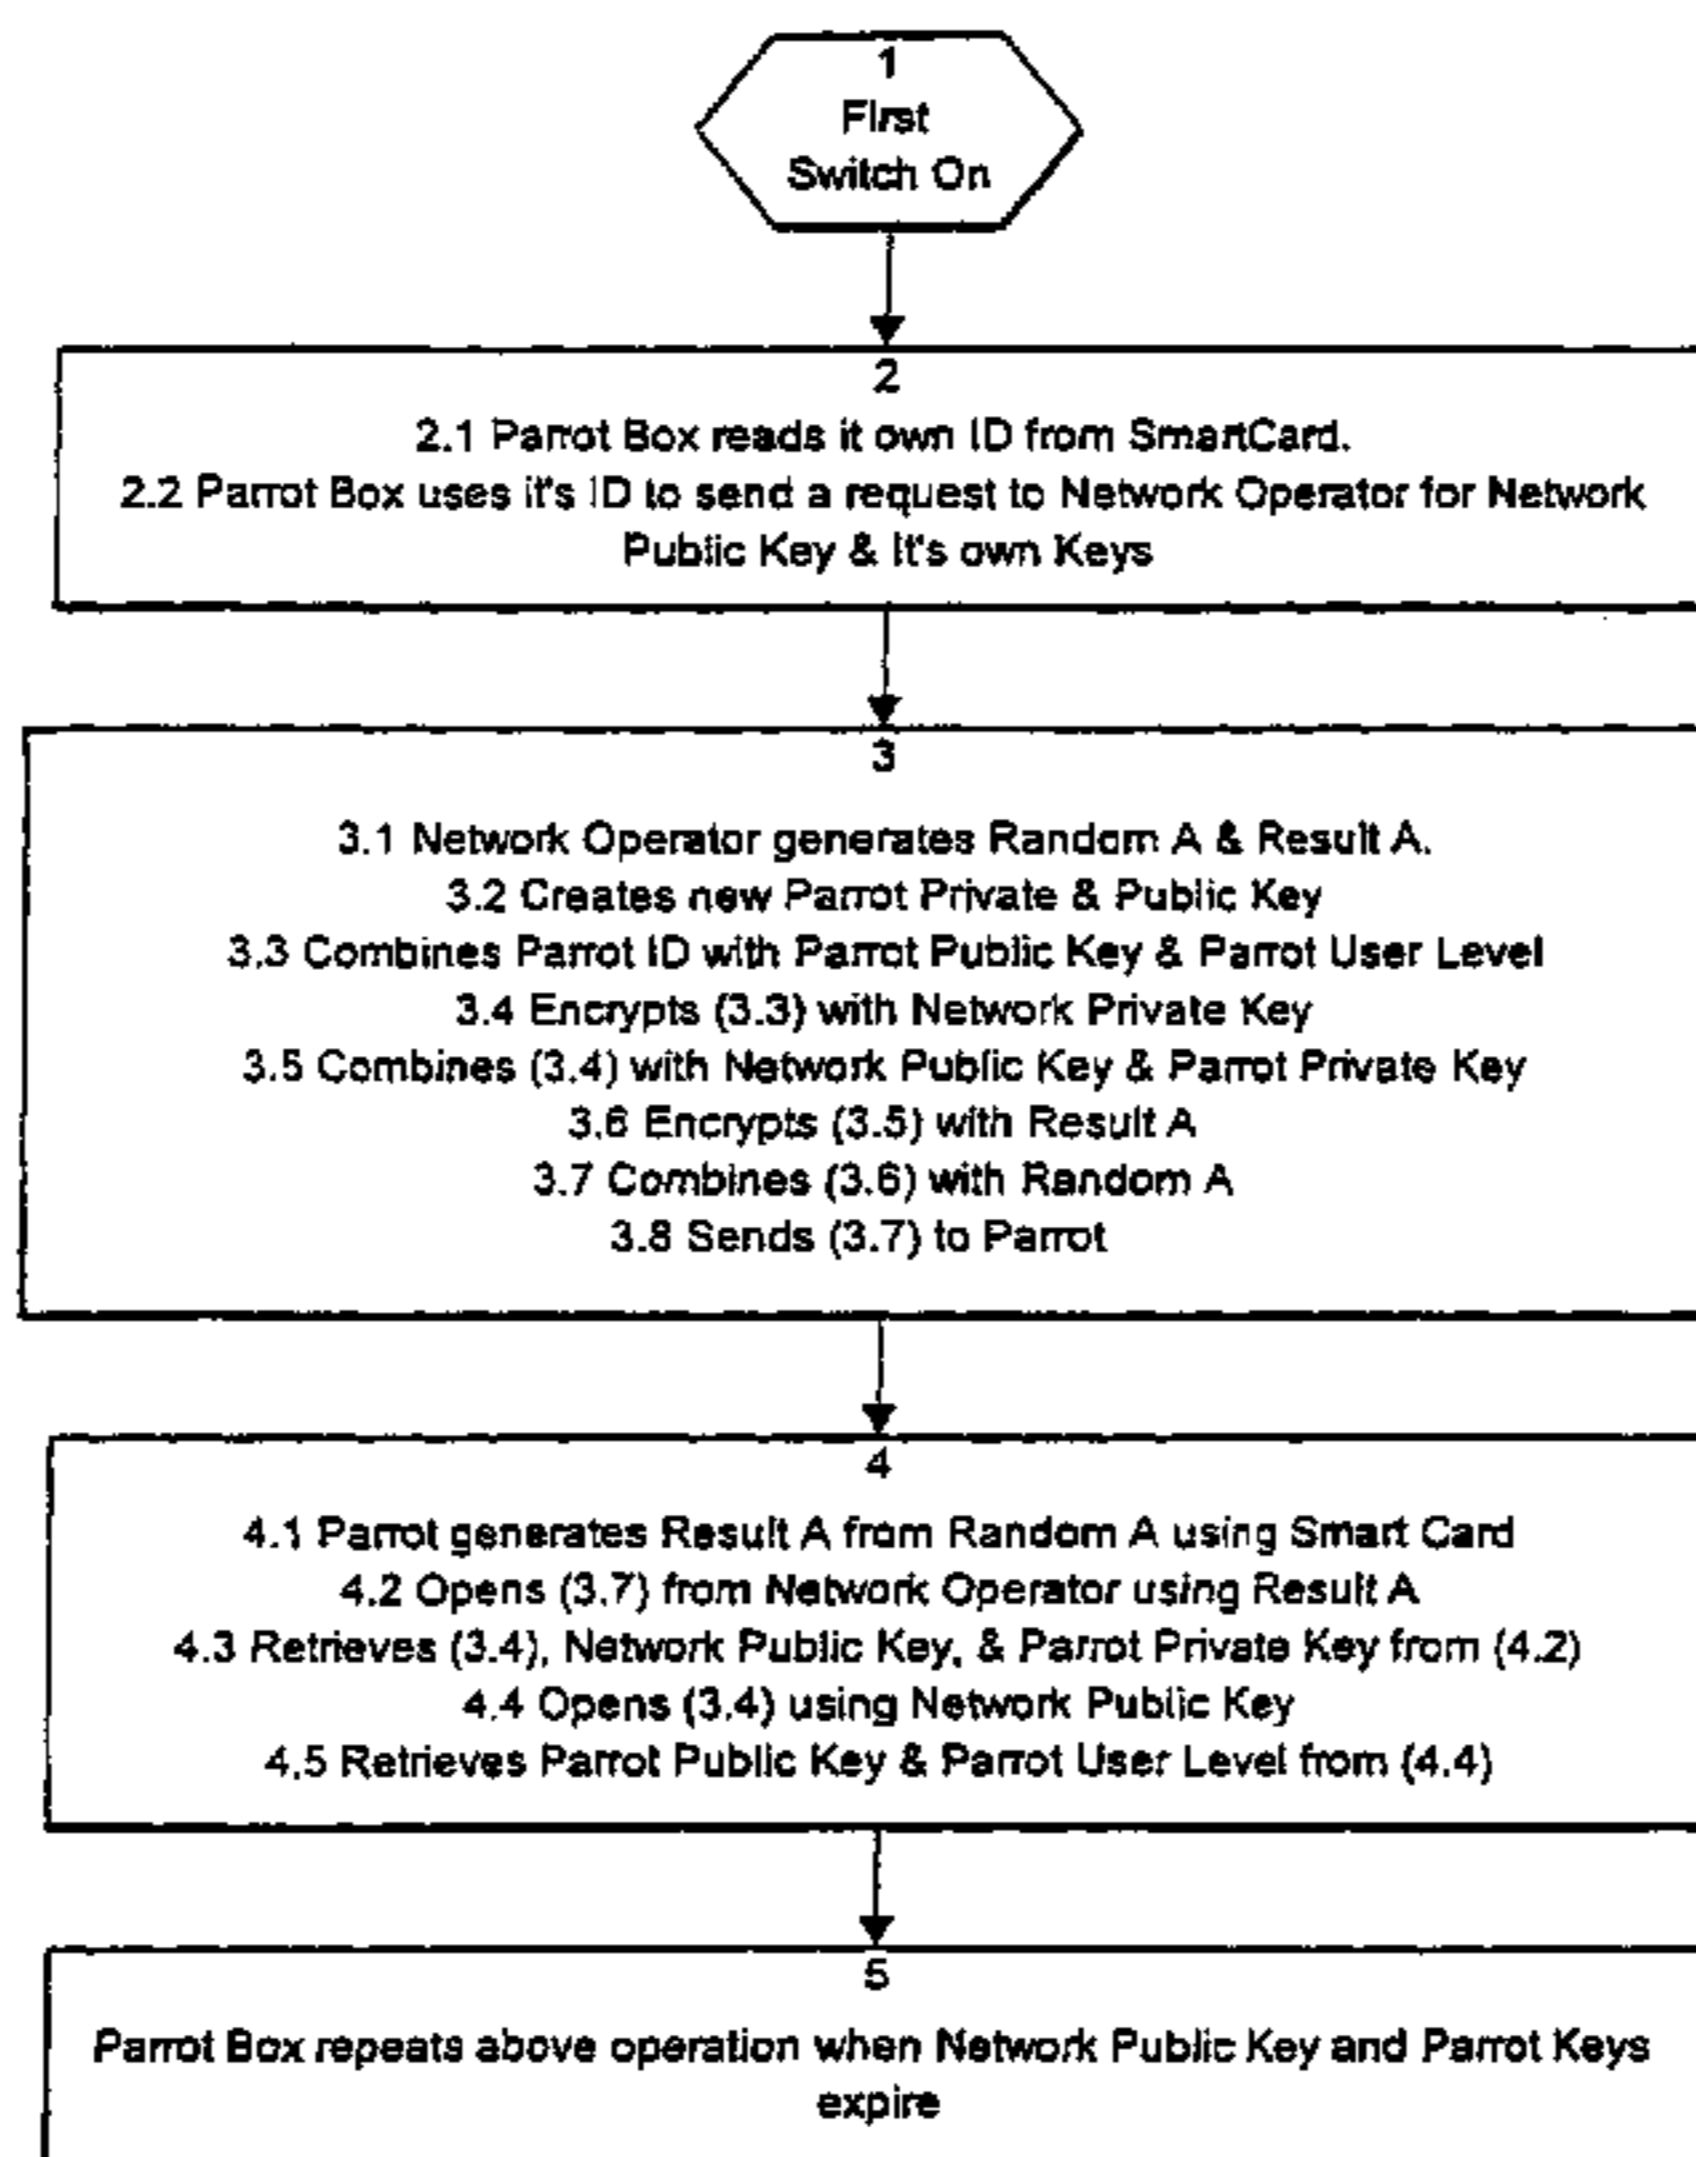 1
First
Switch On
2
2.1 Parrot Box reads it own ID from SmartCard.
2.2 Parrot Box uses it's ID to send a request to Network Operator for Network
Public Key & It's own Keys
3
3.1 Network Operator generates Random A & Result A.
3.2 Creates new Parrot Private & Public Key
3.3 Combines Parrot ID with Parrot Public Key & Parrot User Level
3.4 Encrypts (3.3) with Network Private Key
3.5 Combines (3.4) with Network Public Key & Parrot Private Key
3.6 Encrypts (3.5) with Result A
3.7 Combines (3.6) with Random A
3.8 Sends (3.7) to Parrot
4
4.1 Parrot generates Result A from Random A using Smart Card
4.2 Opens (3.7) from Network Operator using Result A
4.3 Retrieves (3.4), Network Public Key, & Parrot Private Key from (4.2)
4.4 Opens (3.4) using Network Public Key
4.5 Retrieves Parrot Public Key & Parrot User Level from (4.4)
5
Parrot Box repeats above operation when Network Public Key and Parrot Keys
expire